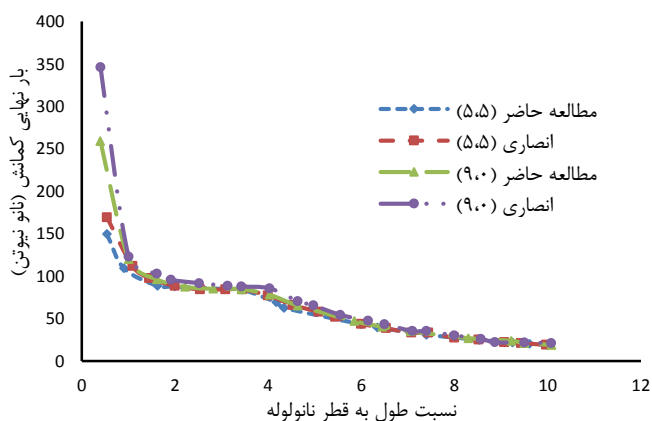 400
350
300
250
200
150
100
50
0
بار نهایی کمانش (نانو نیوتن)
مطالعه حاضر (۵،۵)
انصاری (۵،۵)
مطالعه حاضر (۹،۰)
انصاری (۹،۰)
0 2 4 6 8 10 12
نسبت طول به قطر نانولوله